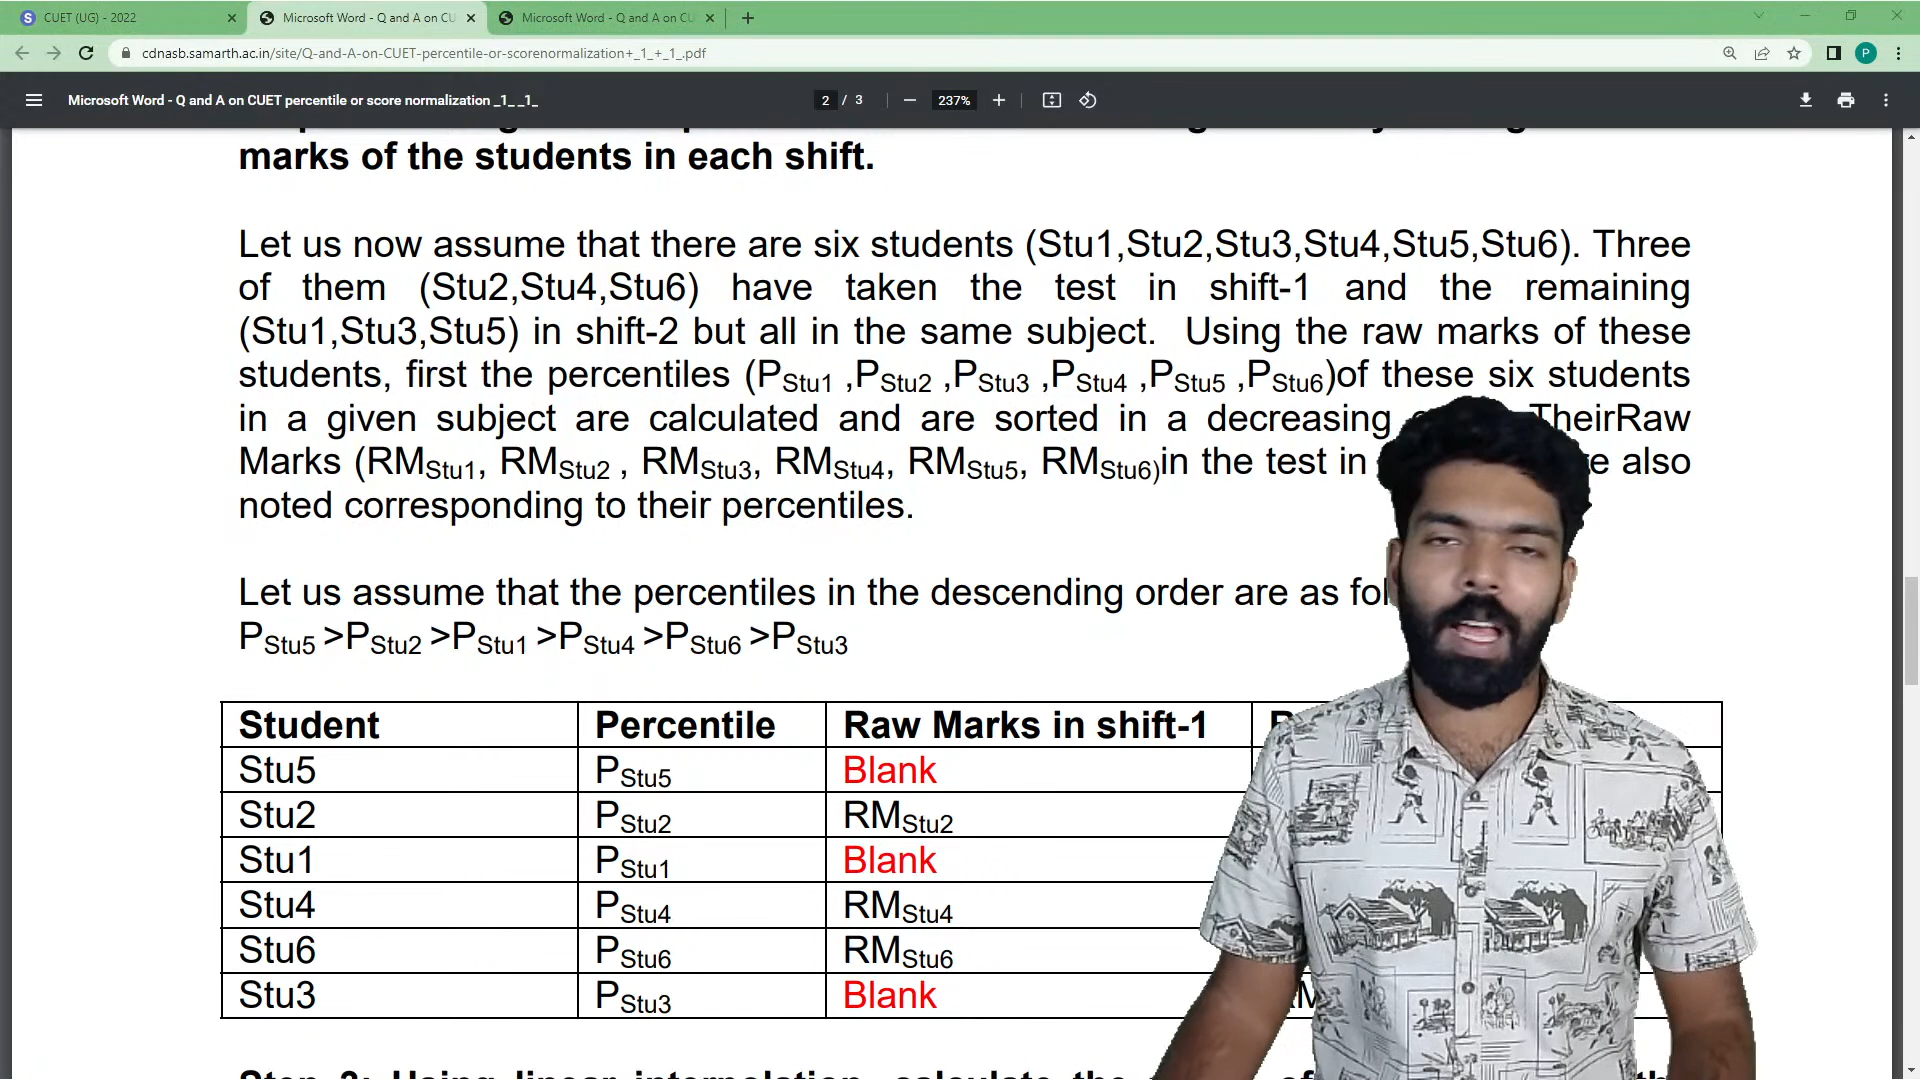 CUET (UG) - 2022
Microsoft Word - Q and A on CU
Microsoft Word - Q and A on CU
cdnasb.samarth.ac.in/site/Q-and-A-on-CUET-percentile-or-scorenormalization+_1_+_1_.pdf
P
Microsoft Word - Q and A on CUET percentile or score normalization _1_ _1_
2 / 3
237%
marks of the students in each shift.
Let us now assume that there are six students (Stu1,Stu2,Stu3,Stu4,Stu5,Stu6). Three
of them (Stu2,Stu4,Stu6) have taken the test in shift-1 and the remaining
(Stu1,Stu3,Stu5) in shift-2 but all in the same subject. Using the raw marks of these
students, first the percentiles (PStu1 ,PStu2 ,PStu3 ,PStu4 ,PStu5 ,PStu6)of these six students
in a given subject are calculated and are sorted in a decreasing TheirRaw
Marks (RMStu1, RMStu2 , RMStu3, RMStu4, RMStu5, RMStu6)in the test in also
noted corresponding to their percentiles.
Let us assume that the percentiles in the descending order are as
PStu5 >PStu2 >PStu1 >PStu4 >PStu6 >PStu3
Student Percentile Raw Marks in shift-1
Stu5 PStu5 Blank
Stu2 PStu2 RMStu2
Stu1 PStu1 Blank
Stu4 PStu4 RMStu4
Stu6 PStu6 RMStu6
Stu3 PStu3 Blank
Step 3: Using linear interpolation, calculate the